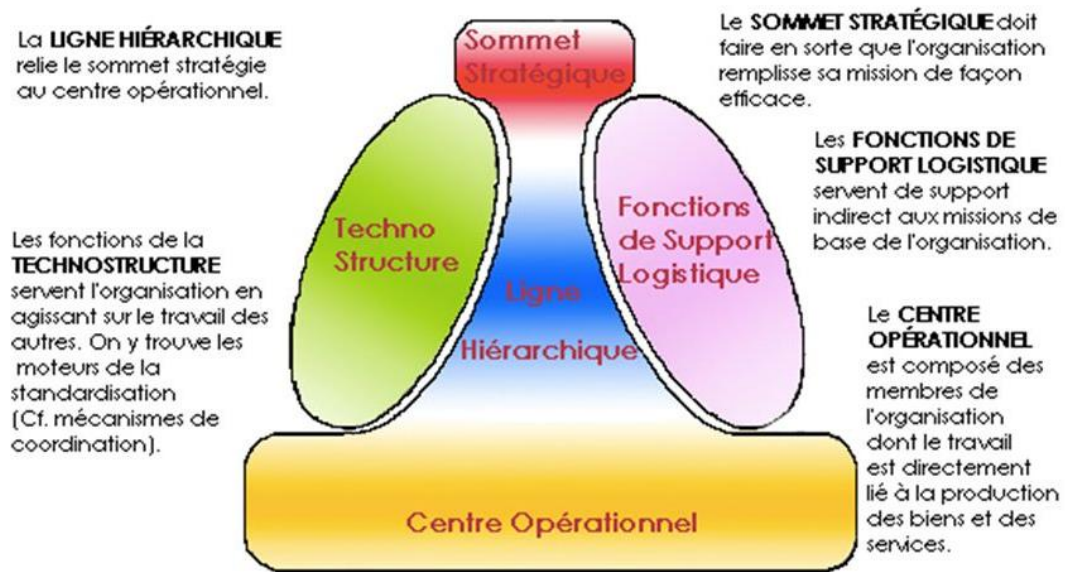 La LIGNE HIÉRARCHIQUE
relie le sommet stratégie
au centre opérationnel.
Sommet
Stratégique
Le SOMMET STRATÉGIQUE doit
faire en sorte que l'organisation
remplisse sa mission de façon
efficace.
Les FONCTIONS DE
SUPPORT LOGISTIQUE
servent de support
indirect aux missions de
base de l'organisation.
Les fonctions de la
TECHNOSTRUCTURE
servent l'organisation en
agissant sur le travail des
autres. On y trouve les
moteurs de la
standardisation
(Cf. mécanismes de
coordination).
Techno
Structure
Fonctions
de Support
Logistique
Ligne
Hiérarchique
Le CENTRE
OPÉRATIONNEL
est composé des
membres de
l'organisation
dont le travail
est directement
lié à la production
des biens et des
services.
Centre Opérationnel